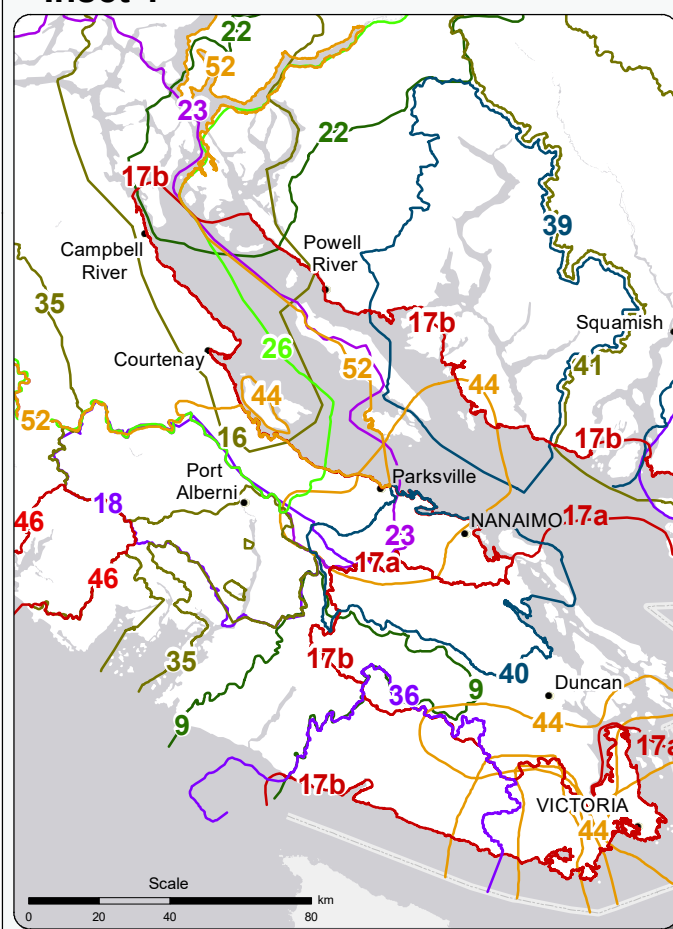 22
52
23
22
17b
39
Campbell
River
Powell
River
35
17b
Squamish
26
Courtenay
52
41
44
44
52
16
17b
Port
Alberni
Parksville
18
46
NANAIMO
17a
23
17a
46
17b
35
40
9
36
Duncan
9
44
17a
17b
VICTORIA
44
Scale
km
0
20
40
80